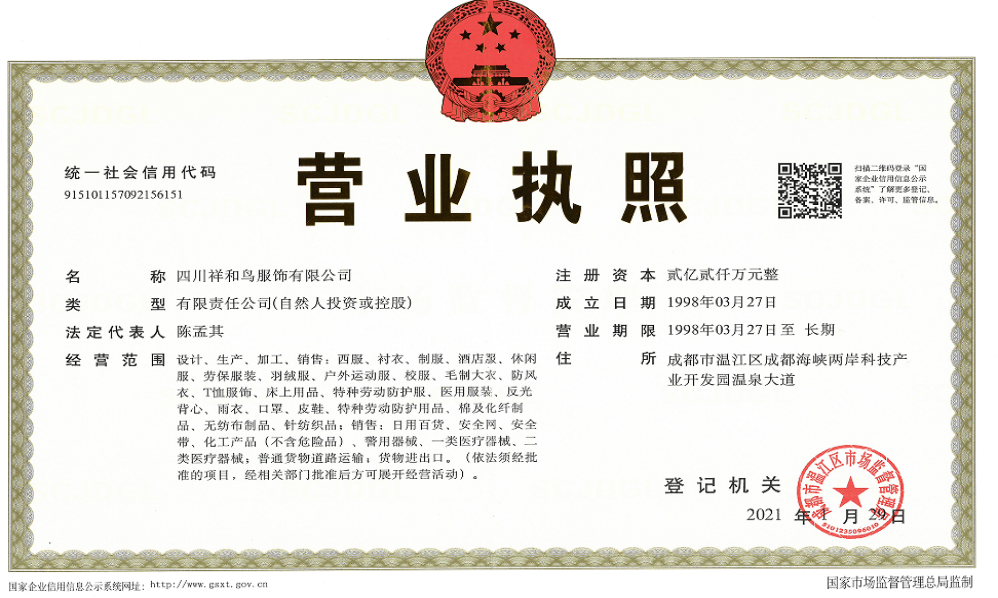 统一社会信用代码
915101157092156151
营业执照
扫描二维码登录“国
家企业信用信息公示
系统”了解更多登记、
备案、许可、监管信息。
名称 四川祥和鸟服饰有限公司
类型 有限责任公司(自然人投资或控股)
法定代表人 陈孟其
经营范围 设计、生产、加工、销售：西服、衬衣、制服、酒店服、休闲
服、劳保服装、羽绒服、户外运动服、校服、毛制大衣、防风
衣、T恤服饰、床上用品、特种劳动防护服、医用服装、反光
背心、雨衣、口罩、皮鞋、特种劳动防护用品、棉及化纤制
品、无纺布制品、针纺织品；销售：日用百货、安全网、安全
带、化工产品（不含危险品）、警用器械、一类医疗器械、二
类医疗器械；普通货物道路运输；货物进出口。（依法须经批
准的项目，经相关部门批准后方可展开经营活动）。
注册资本 贰亿贰仟万元整
成立日期 1998年03月27日
营业期限 1998年03月27日至 长期
住所 成都市温江区成都海峡两岸科技产
业开发园温泉大道
登记机关
成都市温江区市场监督管理局
5101235096010
2021 年 1 月 29 日
国家企业信用信息公示系统网址：http://www.gsxt.gov.cn
国家市场监督管理总局监制